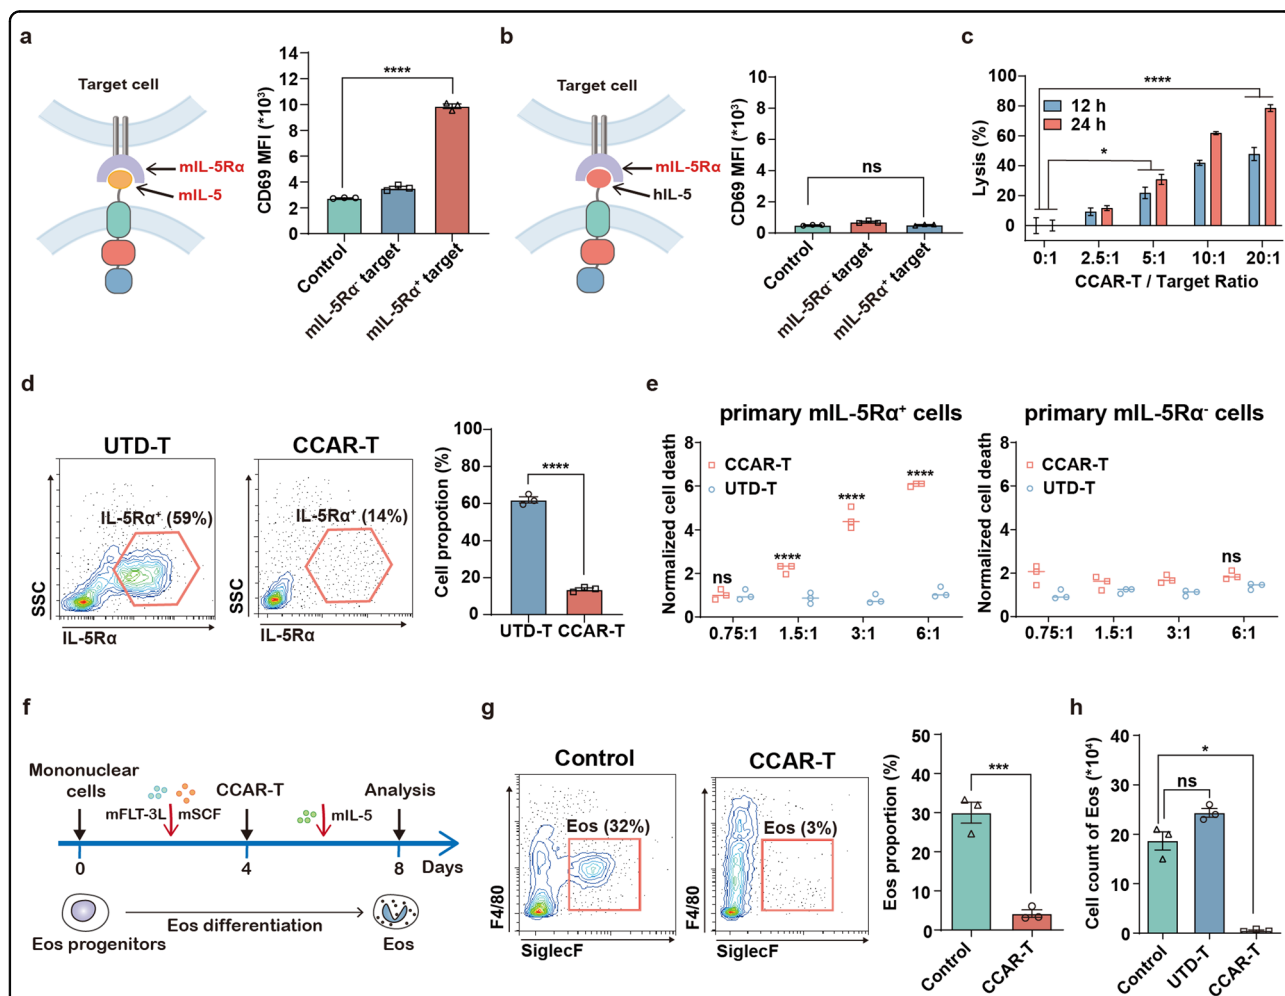 a
Target cell
mIL-5Rα
mIL-5
CD69 MFI (*10³)
14
12
10
8
6
4
2
0
****
Control
mIL-5Rα⁻ target
mIL-5Rα⁺ target
b
mIL-5Rα
hIL-5
CD69 MFI (*10³)
10
8
6
4
2
0
ns
Control
mIL-5Rα⁻ target
mIL-5Rα⁺ target
c
Lysis (%)
100
80
60
40
20
0
12 h
24 h
****
*
0:1 2.5:1 5:1 10:1 20:1
CCAR-T / Target Ratio
d
UTD-T
IL-5Rα⁺ (59%)
SSC
IL-5Rα
CCAR-T
IL-5Rα⁺ (14%)
SSC
IL-5Rα
Cell propotion (%)
100
80
60
40
20
0
****
UTD-T CCAR-T
e
primary mIL-5Rα⁺ cells
Normalized cell death
8
6
4
2
0
CCAR-T
UTD-T
ns
****
****
****
0.75:1 1.5:1 3:1 6:1
primary mIL-5Rα⁻ cells
Normalized cell death
8
6
4
2
0
CCAR-T
UTD-T
ns
0.75:1 1.5:1 3:1 6:1
f
Mononuclear
cells
mFLT-3L
mSCF
CCAR-T
mIL-5
Analysis
0 4 8 Days
Eos differentiation
Eos progenitors
Eos
g
Control
Eos (32%)
F4/80
SiglecF
CCAR-T
Eos (3%)
F4/80
SiglecF
Eos proportion (%)
50
40
30
20
10
0
***
Control
CCAR-T
h
Cell count of Eos (*10⁴)
40
30
20
10
0
*
ns
Control
UTD-T
CCAR-T